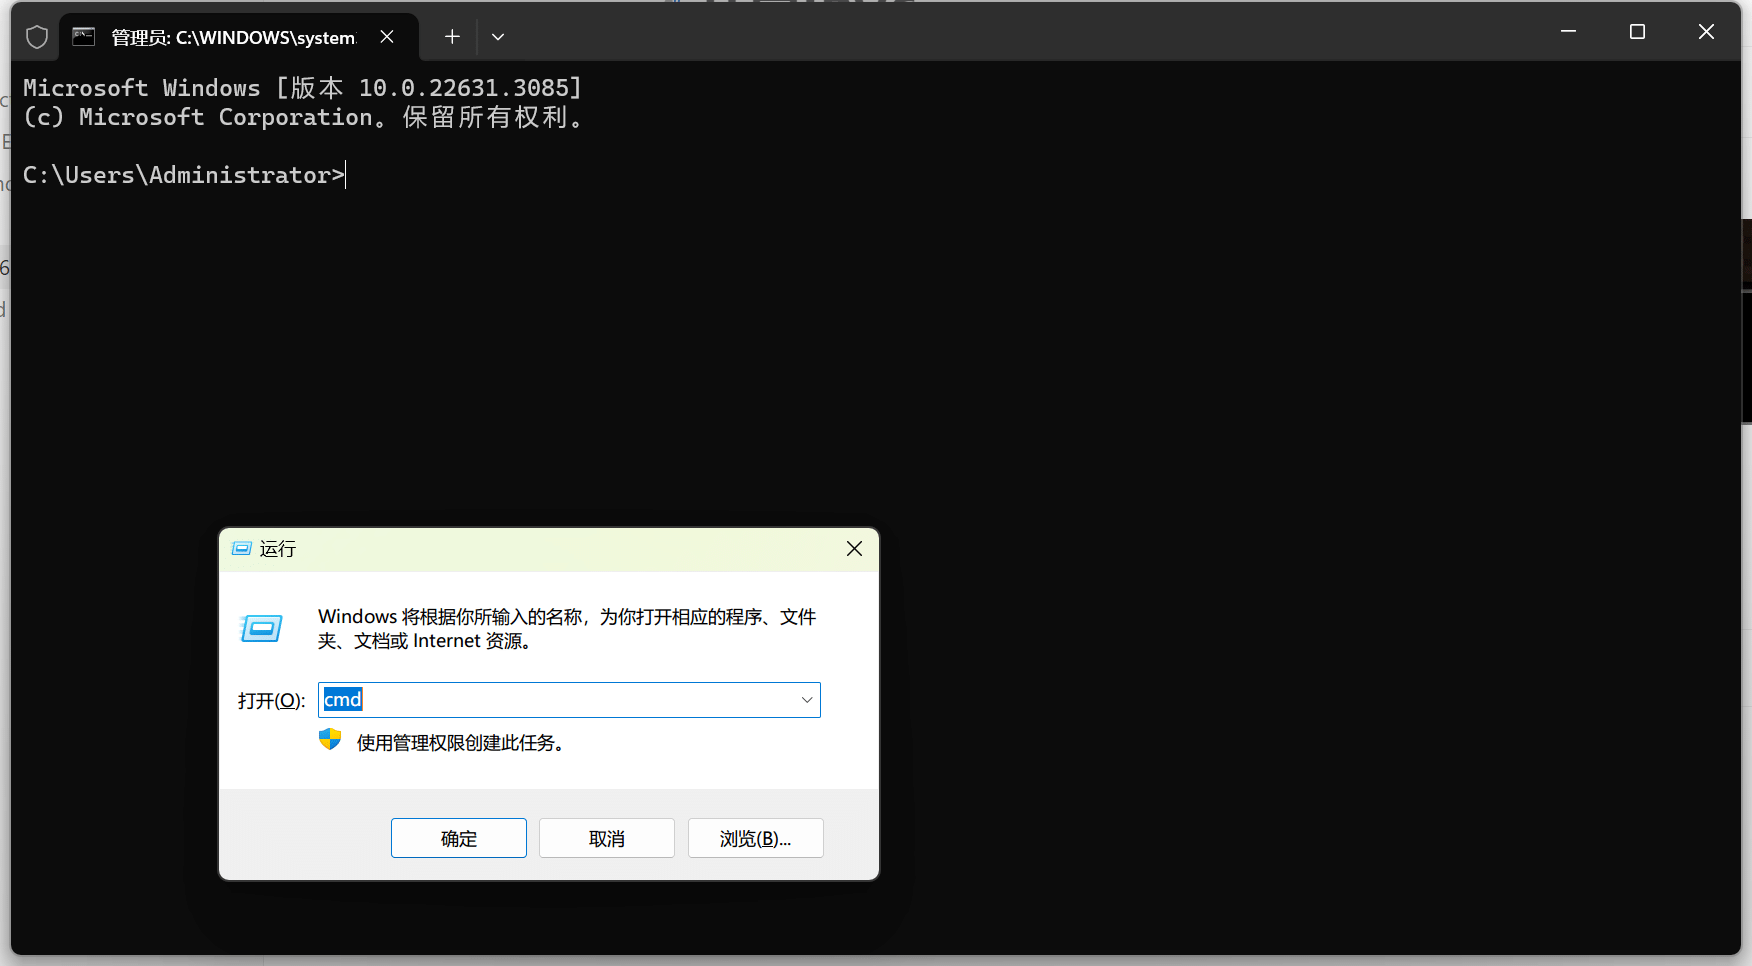 管理员: C:\WINDOWS\system
Microsoft Windows [版本 10.0.22631.3085]
(c) Microsoft Corporation。保留所有权利。
C:\Users\Administrator>
运行
Windows 将根据你所输入的名称，为你打开相应的程序、文件
夹、文档或 Internet 资源。
打开(O):
cmd
使用管理权限创建此任务。
确定
取消
浏览(B)...